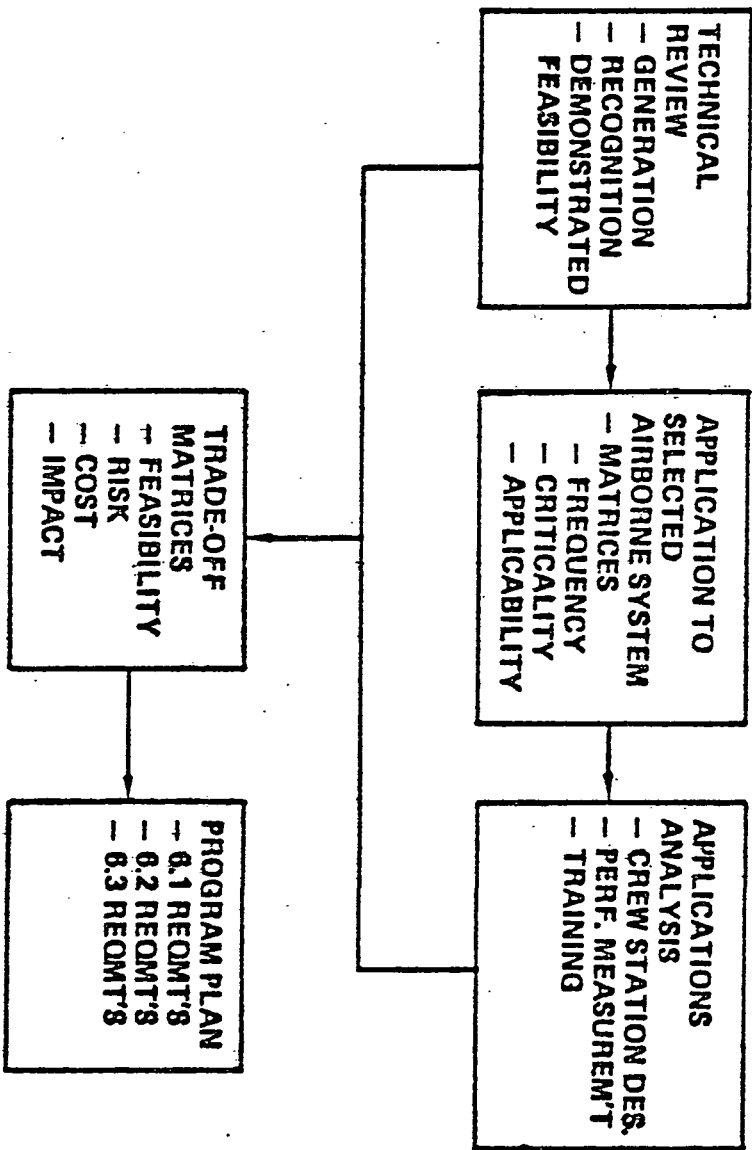 TECHNICAL
REVIEW
— GENERATION
— RECOGNITION
— DEMONSTRATED
FEASIBILITY
APPLICATION TO
SELECTED
AIRBORNE SYSTEM
— MATRICES
— FREQUENCY
— CRITICALITY
— APPLICABILITY
APPLICATIONS
ANALYSIS
— CREW STATION DES.
— PERF. MEASUREM'T
— TRAINING
TRADE-OFF
MATRICES
— FEASIBILITY
— RISK
— COST
— IMPACT
PROGRAM PLAN
— 6.1 REQMT'S
— 6.2 REQMT'S
— 6.3 REQMT'S